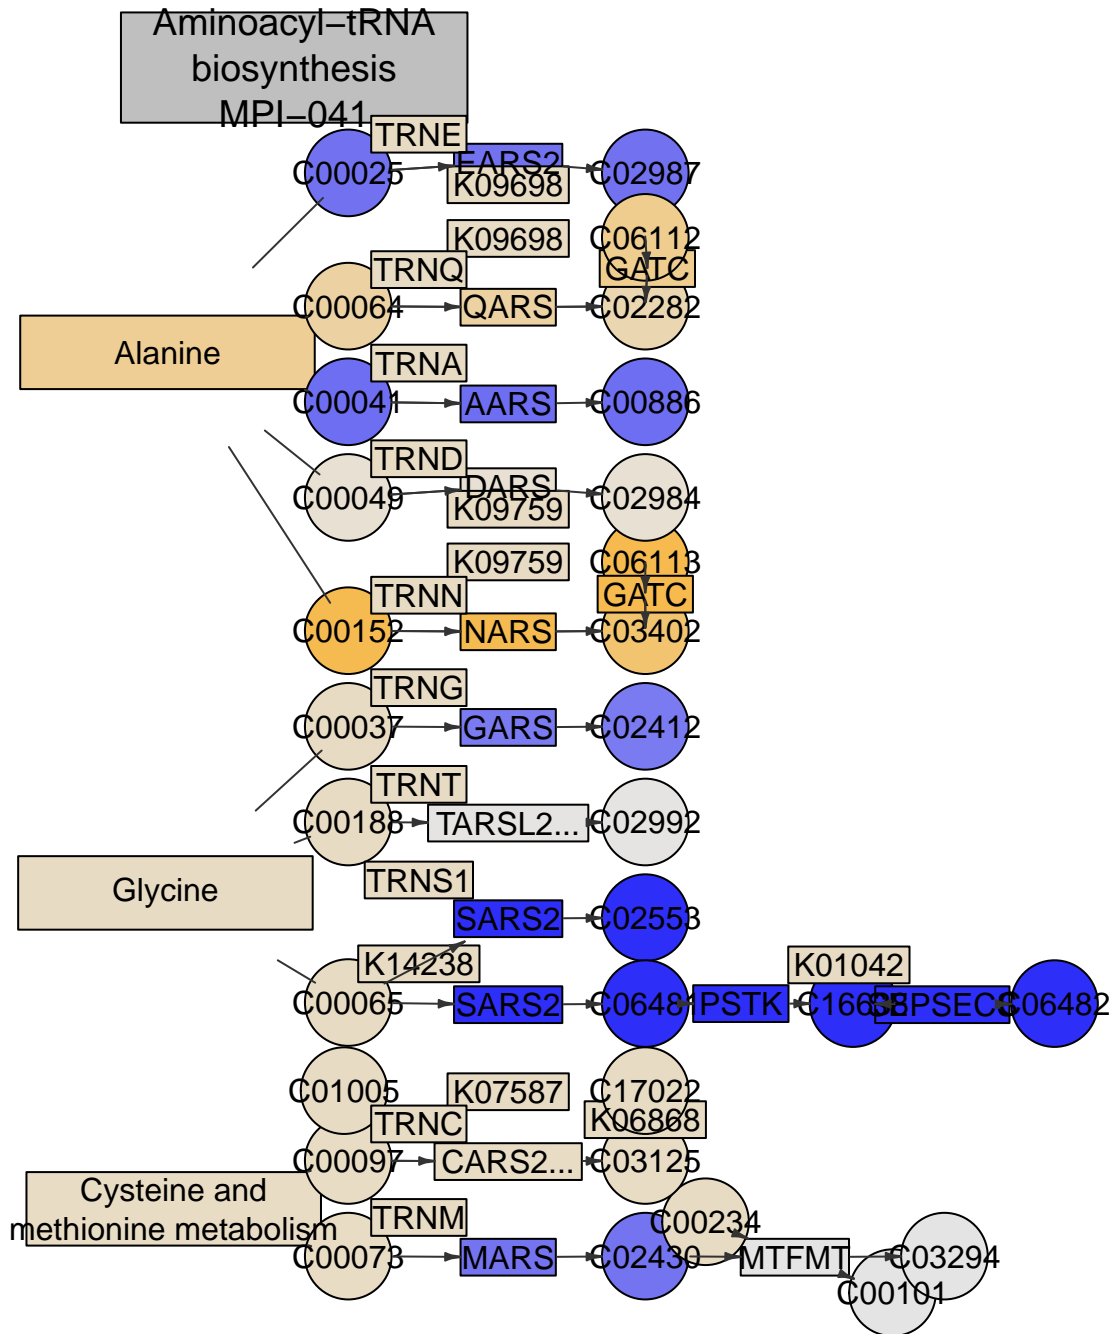 Aminoacyl−tRNA
biosynthesis
MPI−041
TRNE
C00025
EARS2
C02987
K09698
K09698
C06112
TRNQ
GATC
C00064
QARS
C02282
Alanine
TRNA
C00041
AARS
C00886
TRND
C00049
DARS
C02984
K09759
K09759
C06113
TRNN
GATC
C00152
NARS
C03402
TRNG
C00037
GARS
C02412
TRNT
C00188
TARSL2...
C02992
Glycine
TRNS1
SARS2
C02553
K14238
K01042
C00065
SARS2
C06481
PSTK
SEPSECS
C06482
C01005
K07587
C17022
TRNC
K06868
C00097
CARS2...
C03125
Cysteine and
methionine metabolism
TRNM
C00234
C00073
MARS
C02430
MTFMT
C03294
C00101